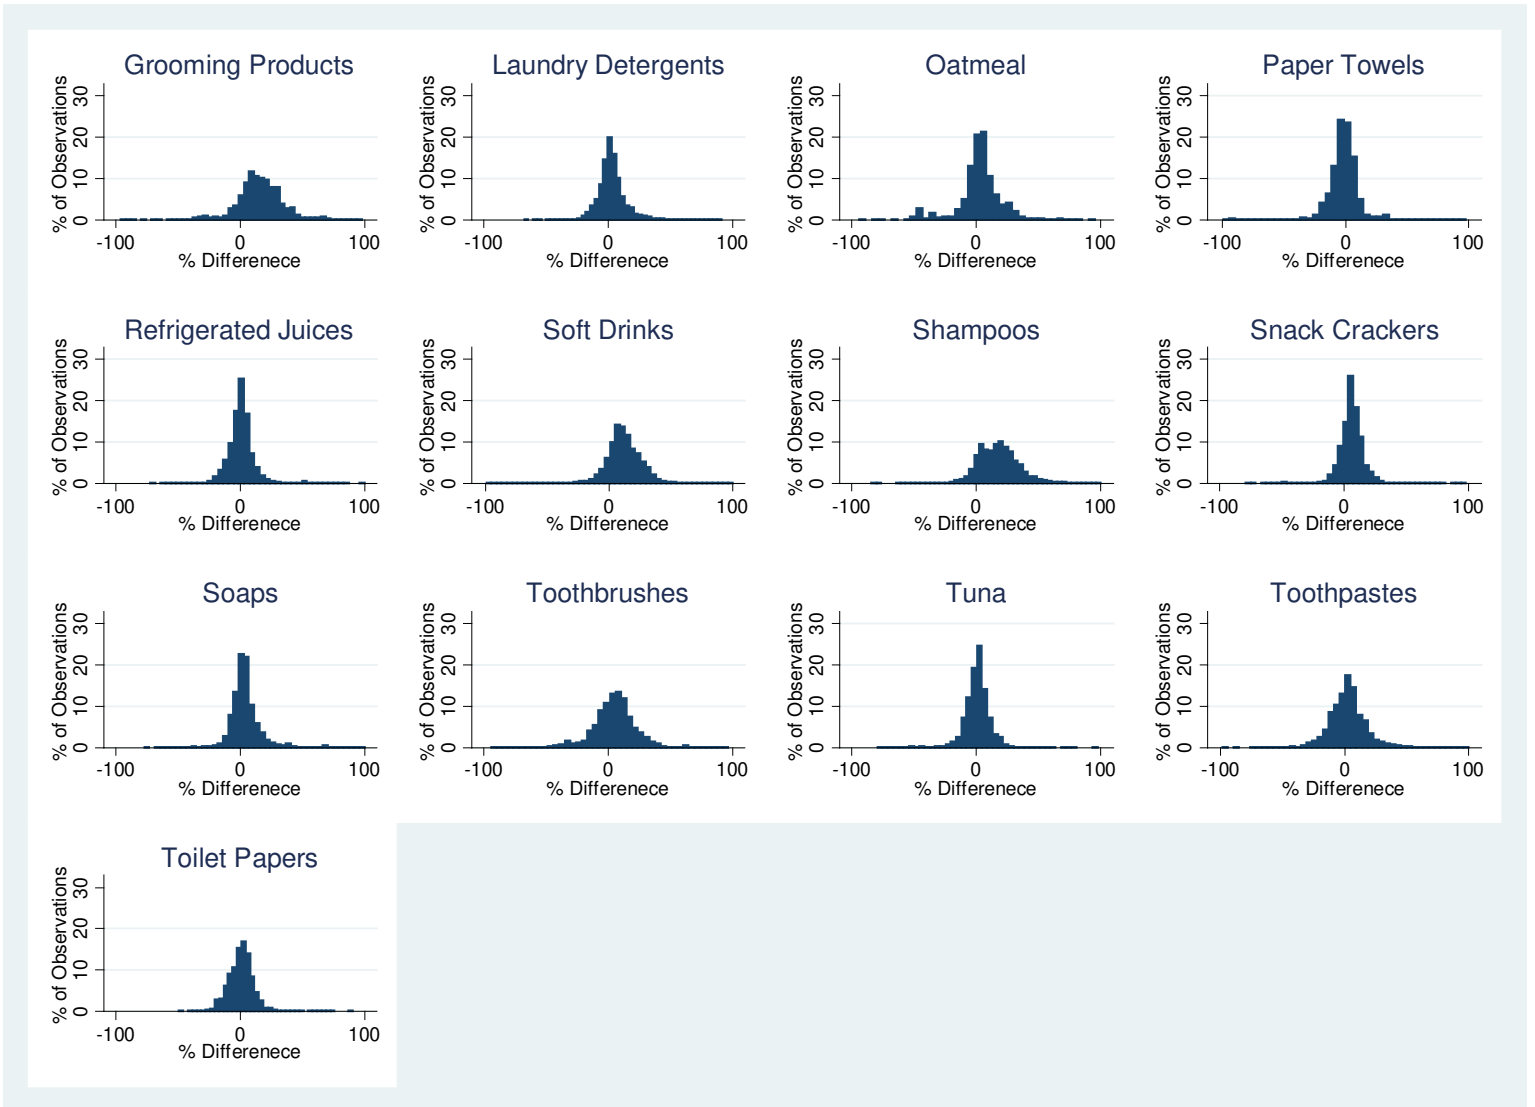 Grooming Products
% of Observations
0 10 20 30
-100 0 100
% Differenece
Laundry Detergents
% of Observations
0 10 20 30
-100 0 100
% Differenece
Oatmeal
% of Observations
0 10 20 30
-100 0 100
% Differenece
Paper Towels
% of Observations
0 10 20 30
-100 0 100
% Differenece
Refrigerated Juices
% of Observations
0 10 20 30
-100 0 100
% Differenece
Soft Drinks
% of Observations
0 10 20 30
-100 0 100
% Differenece
Shampoos
% of Observations
0 10 20 30
-100 0 100
% Differenece
Snack Crackers
% of Observations
0 10 20 30
-100 0 100
% Differenece
Soaps
% of Observations
0 10 20 30
-100 0 100
% Differenece
Toothbrushes
% of Observations
0 10 20 30
-100 0 100
% Differenece
Tuna
% of Observations
0 10 20 30
-100 0 100
% Differenece
Toothpastes
% of Observations
0 10 20 30
-100 0 100
% Differenece
Toilet Papers
% of Observations
0 10 20 30
-100 0 100
% Differenece